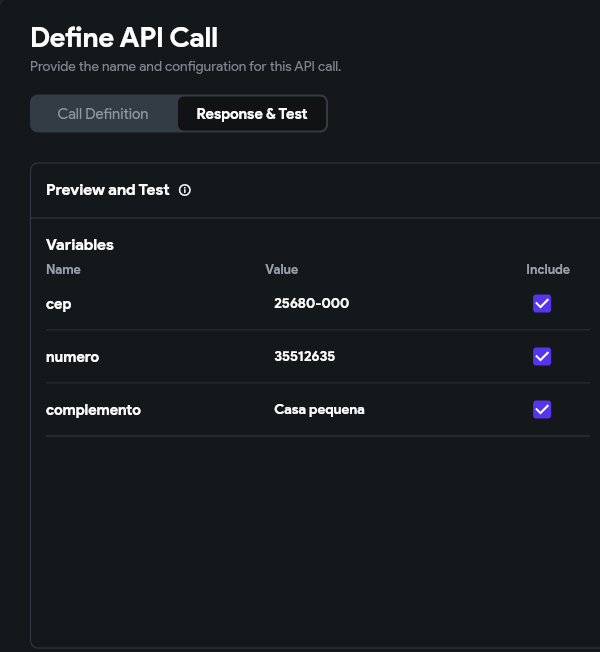 Define API Call
Provide the name and configuration for this API call.
Call Definition Response & Test
Preview and Test
Variables
Name Value Include
cep 25680-000
numero 35512635
complemento Casa pequena